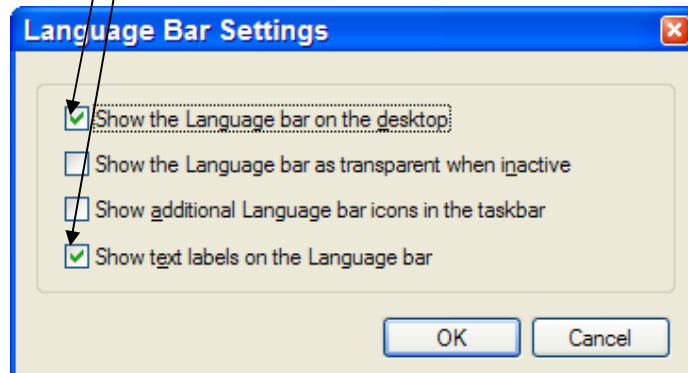 Language Bar Settings
Show the Language bar on the desktop
Show the Language bar as transparent when inactive
Show additional Language bar icons in the taskbar
Show text labels on the Language bar
OK Cancel